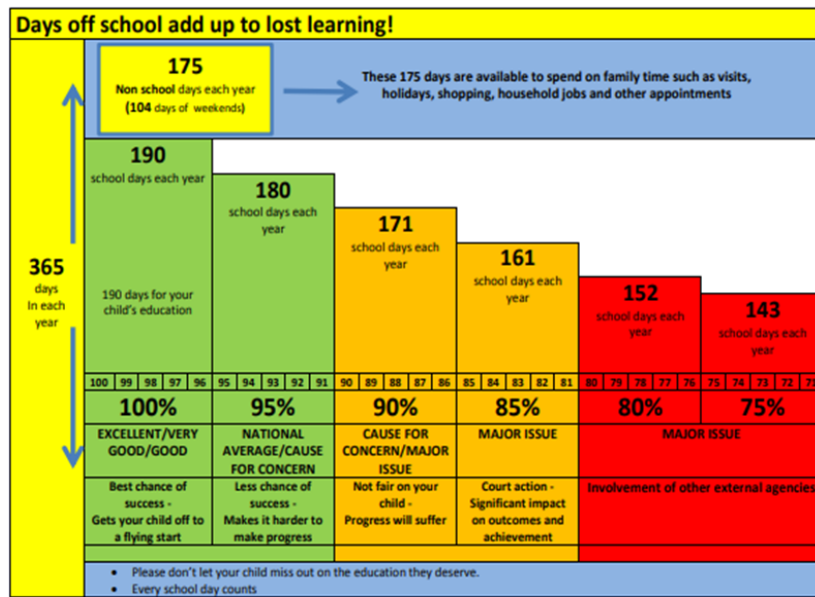 Days off school add up to lost learning!
175
Non school days each year
(104 days of weekends)
These 175 days are available to spend on family time such as visits,
holidays, shopping, household jobs and other appointments
365
days
In each
year
190
school days each year
190 days for your
child's education
180
school days each
year
171
school days each
year
161
school days each
year
152
school days each
year
143
school days each
year
100 99 98 97 96 95 94 93 92 91 90 89 88 87 86 85 84 83 82 81 80 79 78 77 76 75 74 73 72 71
100% 95% 90% 85% 80% 75%
EXCELLENT/VERY
GOOD/GOOD
NATIONAL
AVERAGE/CAUSE
FOR CONCERN
CAUSE FOR
CONCERN/MAJOR
ISSUE
MAJOR ISSUE
MAJOR ISSUE
Best chance of
success -
Gets your child off to
a flying start
Less chance of
success -
Makes it harder to
make progress
Not fair on your
child -
Progress will suffer
Court action -
Significant impact
on outcomes and
achievement
Involvement of other external agencies
• Please don't let your child miss out on the education they deserve.
• Every school day counts